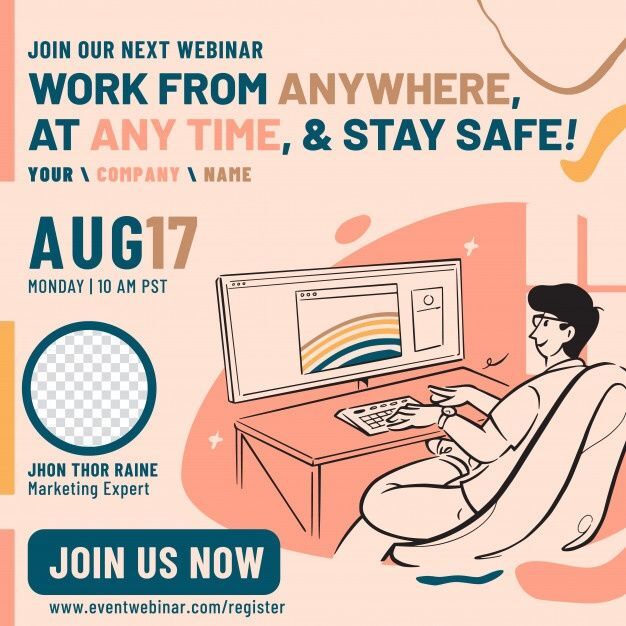 JOIN OUR NEXT WEBINAR
WORK FROM ANYWHERE,
AT ANY TIME, & STAY SAFE!
YOUR \ COMPANY \ NAME
AUG17
MONDAY | 10 AM PST
JHON THOR RAINE
Marketing Expert
JOIN US NOW
www.eventwebinar.com/register